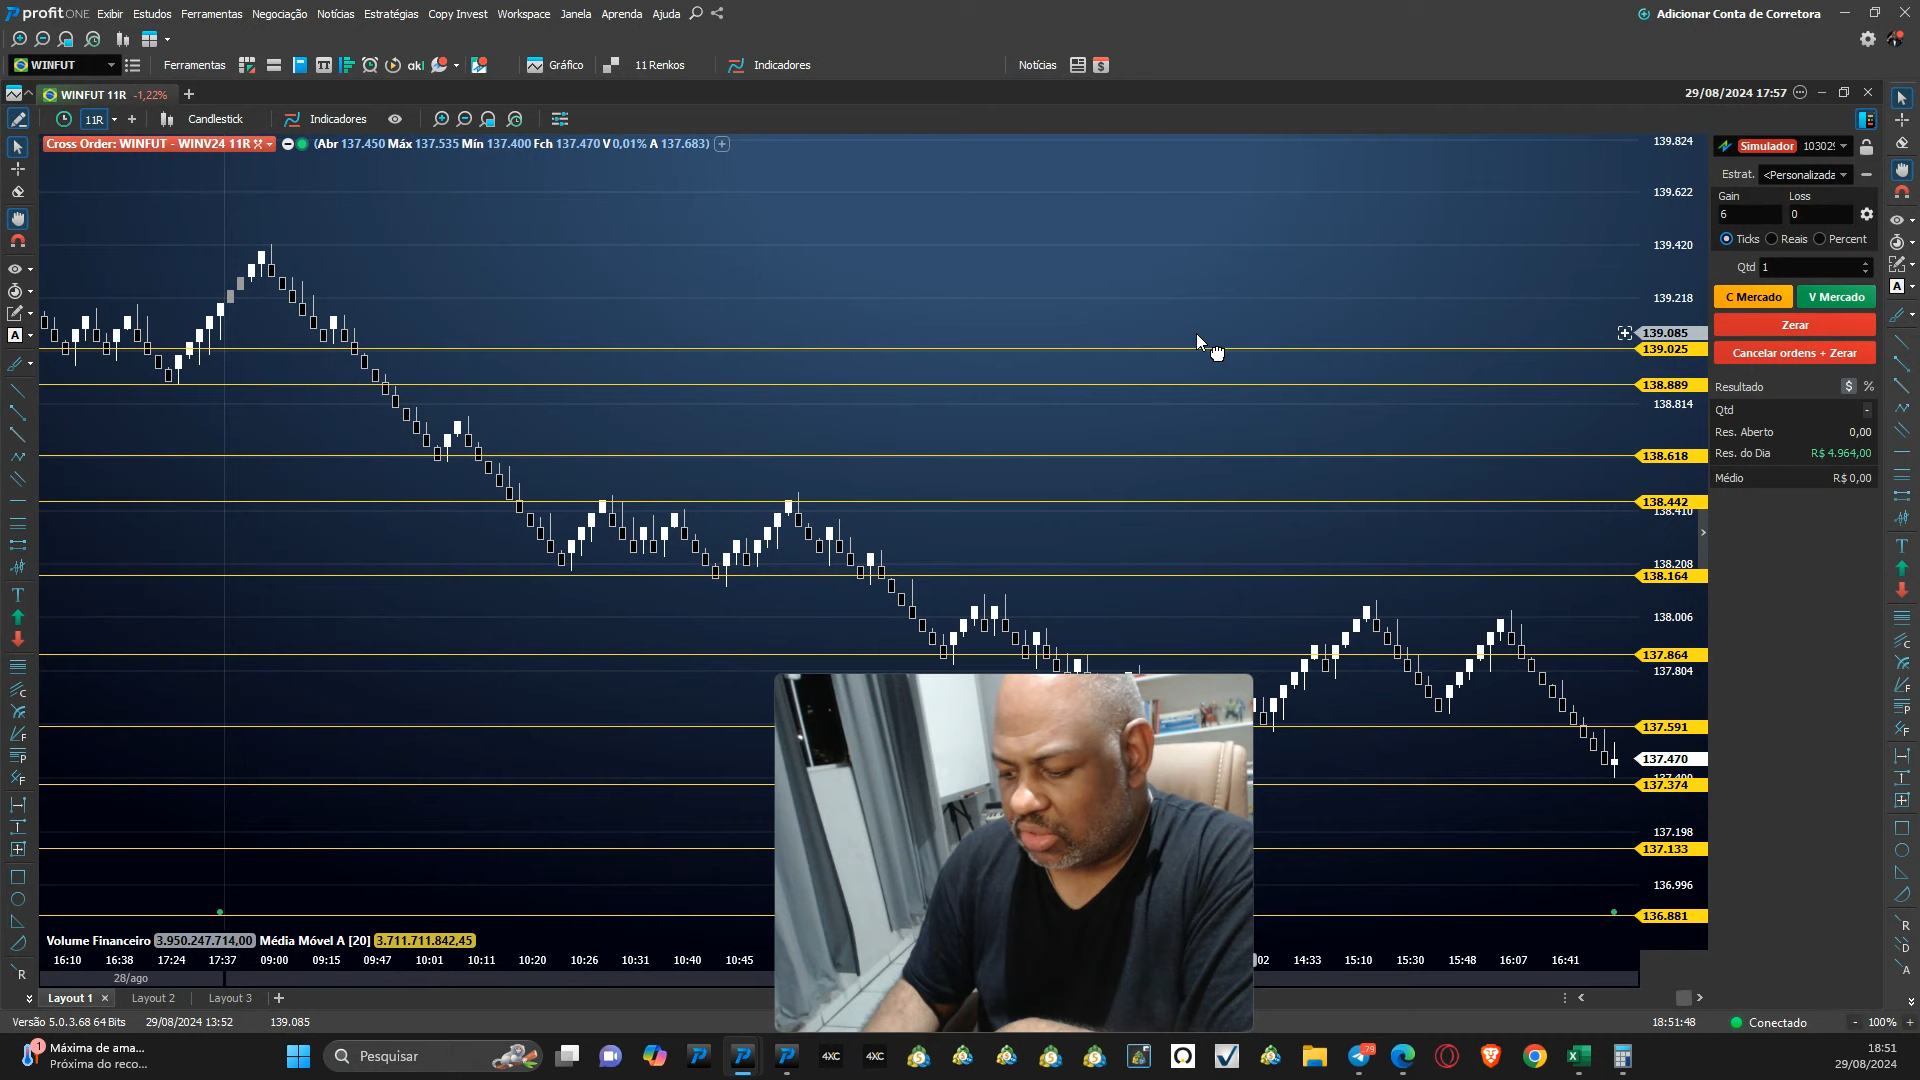 profit ONE Exibir Estudos Ferramentas Negociação Notícias Estratégias Copy Invest Workspace Janela Aprenda Ajuda Adicionar Conta de Corretora
WINFUT Ferramentas Gráfico 11 Renkos Indicadores Notícias
WINFUT 11R -1,22% 29/08/2024 17:57
11R Candlestick Indicadores
Cross Order: WINFUT - WINV24 11R (Abr 137.450 Máx 137.535 Mín 137.400 Fch 137.470 V 0,01% A 137.683)
139.824
139.622
139.420
139.218
139.085
139.025
138.889
138.814
138.618
138.442
138.410
138.208
138.164
138.006
137.864
137.804
137.591
137.470
137.374
137.198
137.133
136.996
136.881
Simulador
Estrat. <Personalizada
Gain Loss
6 0
Ticks Reais Percent
Qtd 1
C Mercado V Mercado
Zerar
Cancelar ordens + Zerar
Resultado $ %
Qtd -
Res. Aberto 0,00
Res. do Dia R$ 4.964,00
Médio R$ 0,00
Volume Financeiro 3.950.247.714,00 Média Móvel A [20] 3.711.711.842,45
16:10 16:38 17:24 17:37 09:00 09:15 09:47 10:01 10:11 10:20 10:26 10:31 10:40 10:45 14:33 15:10 15:30 15:48 16:07 16:41
28/ago
Layout 1 Layout 2 Layout 3
Versão 5.0.3.68 64 Bits 29/08/2024 13:52 139.085 18:51:48 Conectado - 100% +
Máxima de ama...
Próxima do reco...
Pesquisar
4XC 4XC
79
18:51
29/08/2024